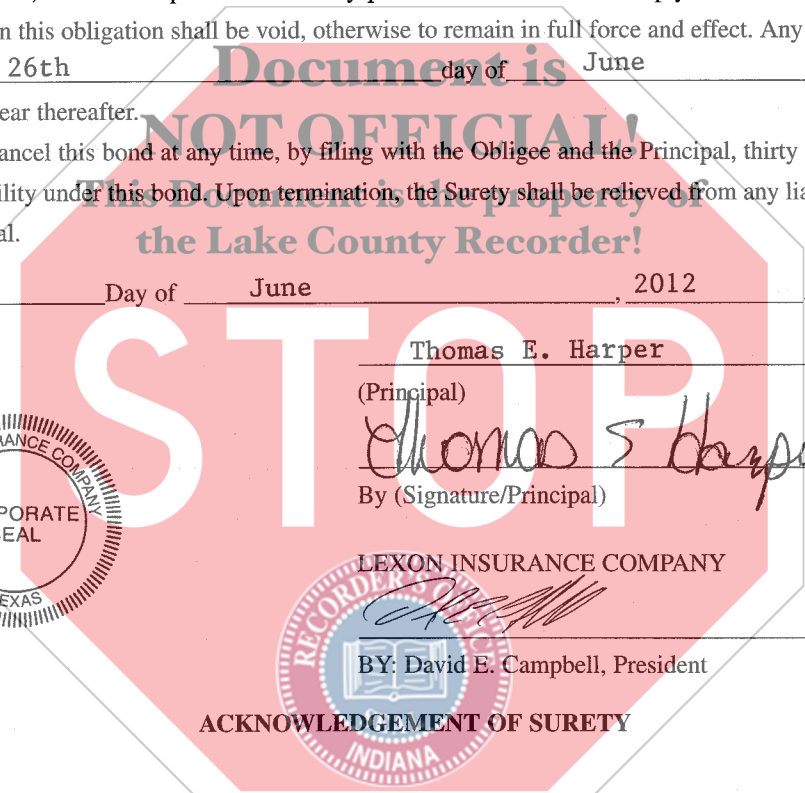 n this obligation shall be void, otherwise to remain in full force and effect. Any
26th day of June
ear thereafter.
ancel this bond at any time, by filing with the Obligee and the Principal, thirty
ility under this bond. Upon termination, the Surety shall be relieved from any lia
al.
Document is
NOT OFFICIAL!
This Document is the property of
the Lake County Recorder!
Day of June, 2012
STOP
Thomas E. Harper
(Principal)
Thomas E Harper
By (Signature/Principal)
RANCE COMPANY
PORATE
EAL
EXAS
LEXON INSURANCE COMPANY
BY: David E. Campbell, President
RECORDER'S OFFICE
INDIANA
ACKNOWLEDGEMENT OF SURETY